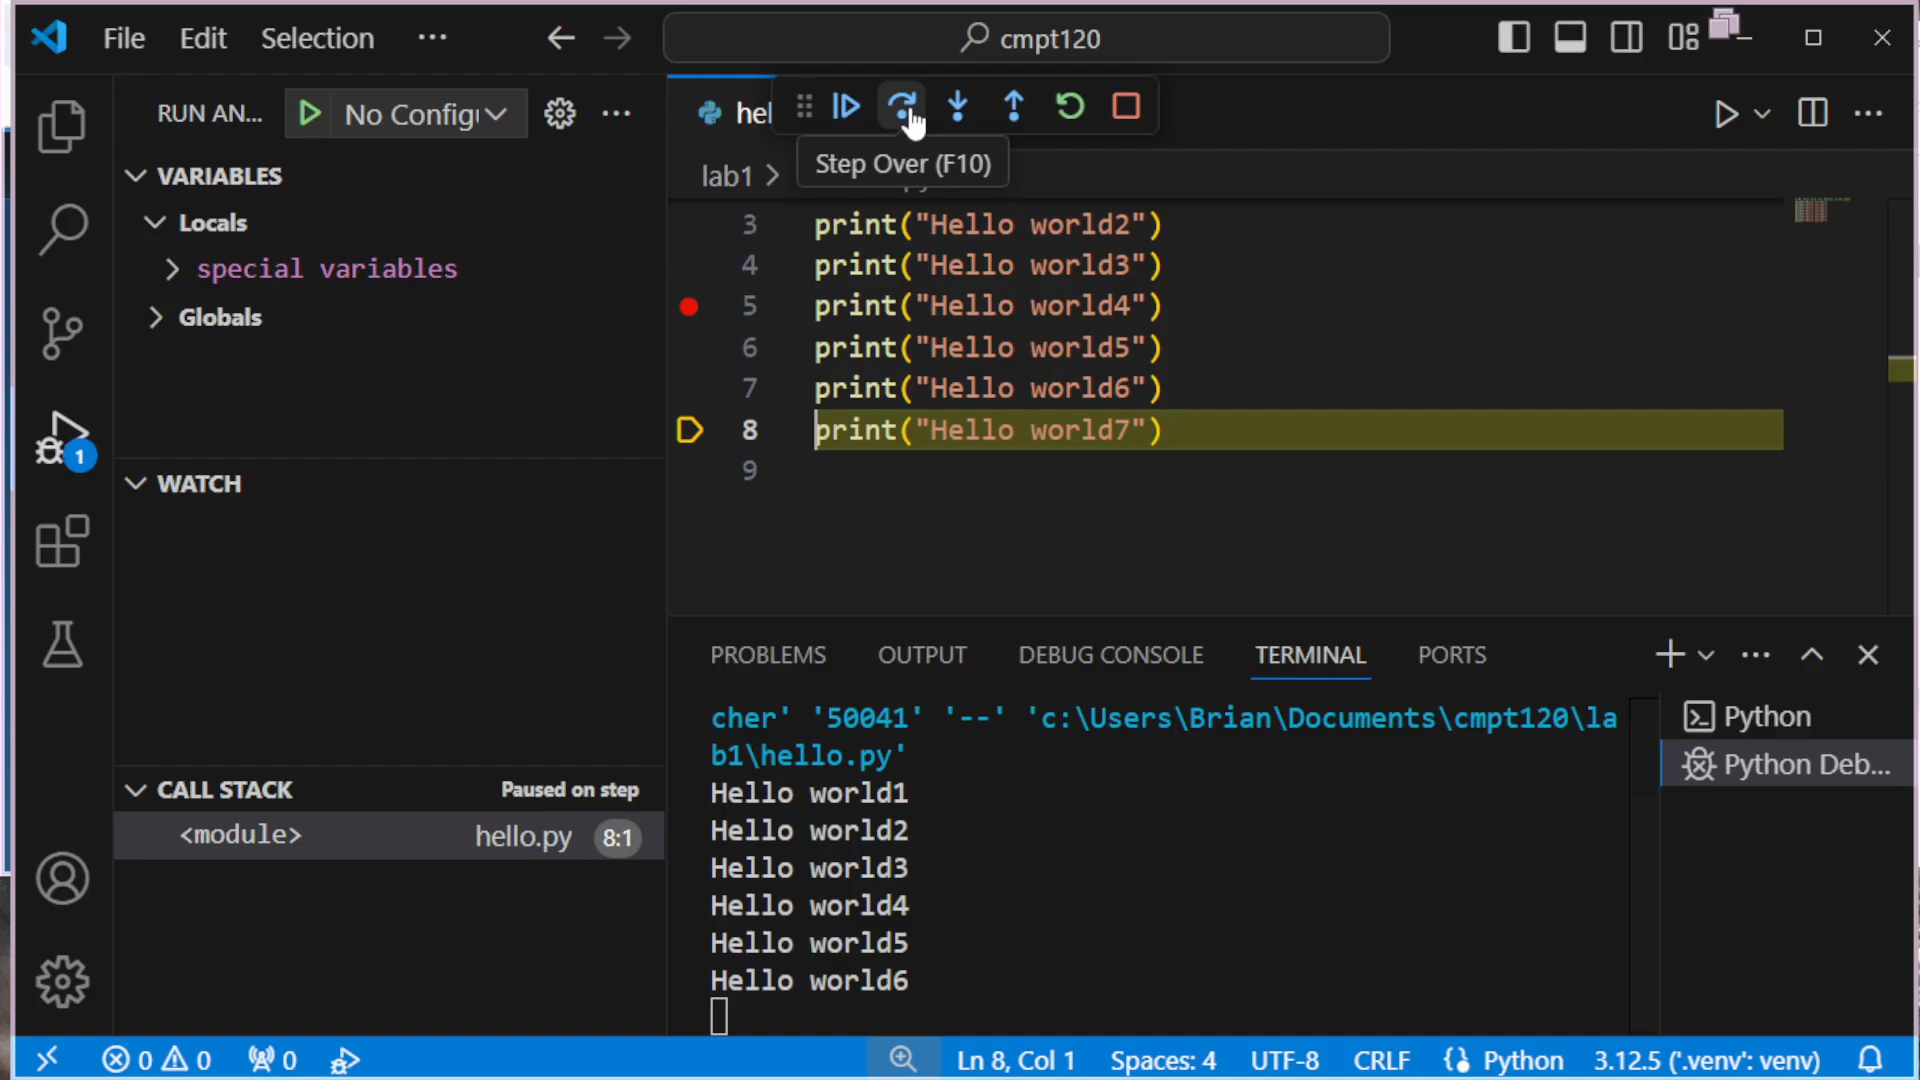 File Edit Selection ··· cmpt120
RUN AN... No Config
hel
Step Over (F10)
lab1 >
VARIABLES
Locals
special variables
Globals
WATCH
CALL STACK Paused on step
<module> hello.py 8:1
3 print("Hello world2")
4 print("Hello world3")
5 print("Hello world4")
6 print("Hello world5")
7 print("Hello world6")
8 print("Hello world7")
9
PROBLEMS OUTPUT DEBUG CONSOLE TERMINAL PORTS
cher' '50041' '--' 'c:\Users\Brian\Documents\cmpt120\la
b1\hello.py'
Hello world1
Hello world2
Hello world3
Hello world4
Hello world5
Hello world6
Python
Python Deb...
1
0 0 0 Ln 8, Col 1 Spaces: 4 UTF-8 CRLF Python 3.12.5 ('.venv': venv)